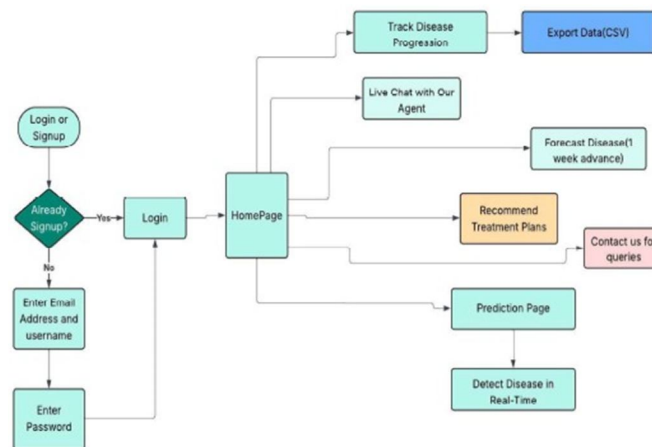 Track Disease
Progression
Export Data(CSV)
Live Chat with Our
Agent
Login or
Signup
Forecast Disease(1
week advance)
Already
Signup?
Yes
Login
HomePage
Recommend
Treatment Plans
Contact us for
queries
No
Enter Email
Address and
username
Prediction Page
Enter
Password
Detect Disease in
Real-Time